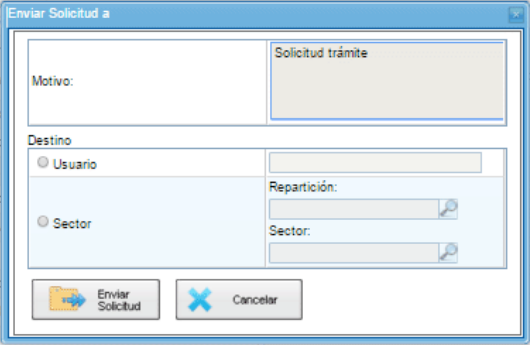 Enviar Solicitud a
Motivo:
Solicitud trámite
Destino
Usuario
Repartición:
Sector
Sector:
Enviar
Solicitud
Cancelar